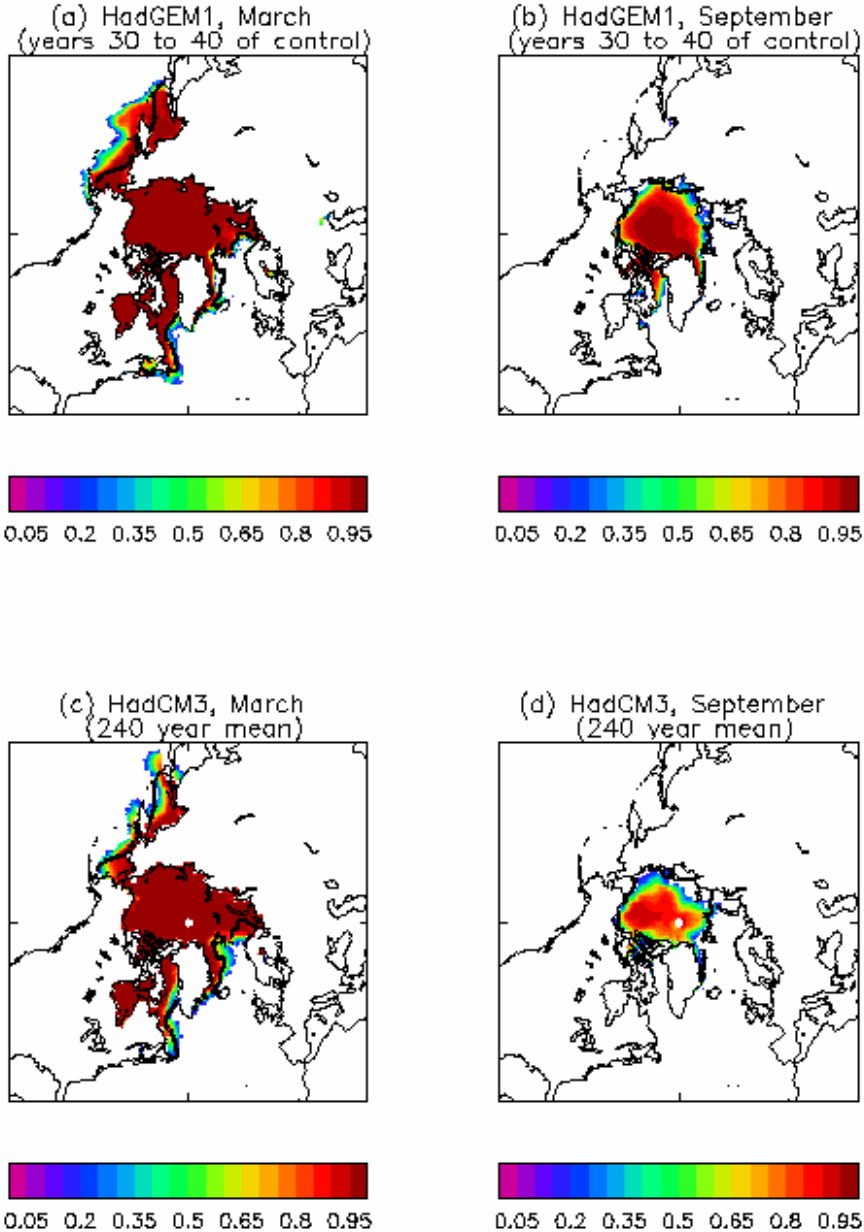 (a) HadGEM1, March
(years 30 to 40 of control)
(b) HadGEM1, September
(years 30 to 40 of control)
0.05 0.2 0.35 0.5 0.65 0.8 0.95
0.05 0.2 0.35 0.5 0.65 0.8 0.95
(c) HadCM3, March
(240 year mean)
(d) HadCM3, September
(240 year mean)
0.05 0.2 0.35 0.5 0.65 0.8 0.95
0.05 0.2 0.35 0.5 0.65 0.8 0.95